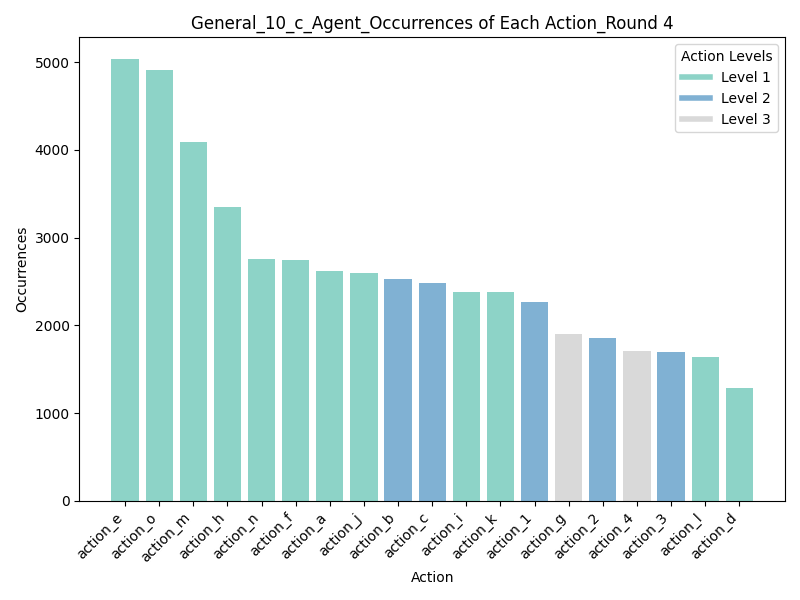 General_10_c_Agent_Occurrences of Each Action_Round 4
Action Levels
Level 1
Level 2
Level 3
Occurrences
5000
4000
3000
2000
1000
0
action_e
action_o
action_m
action_h
action_n
action_f
action_a
action_j
action_b
action_c
action_i
action_k
action_1
action_g
action_2
action_4
action_3
action_l
action_d
Action